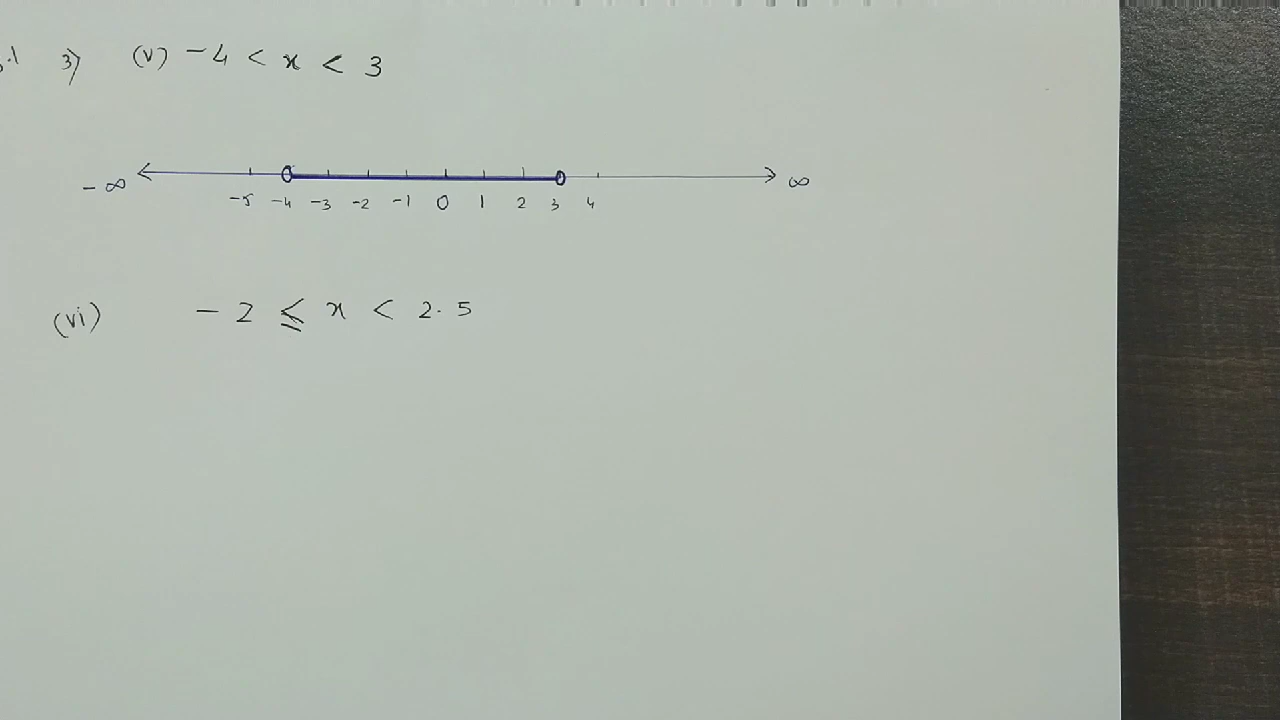 3) (v) -4 < x < 3
-∞ ∞
-5 -4 -3 -2 -1 0 1 2 3 4
(vi) -2 ≤ x < 2.5